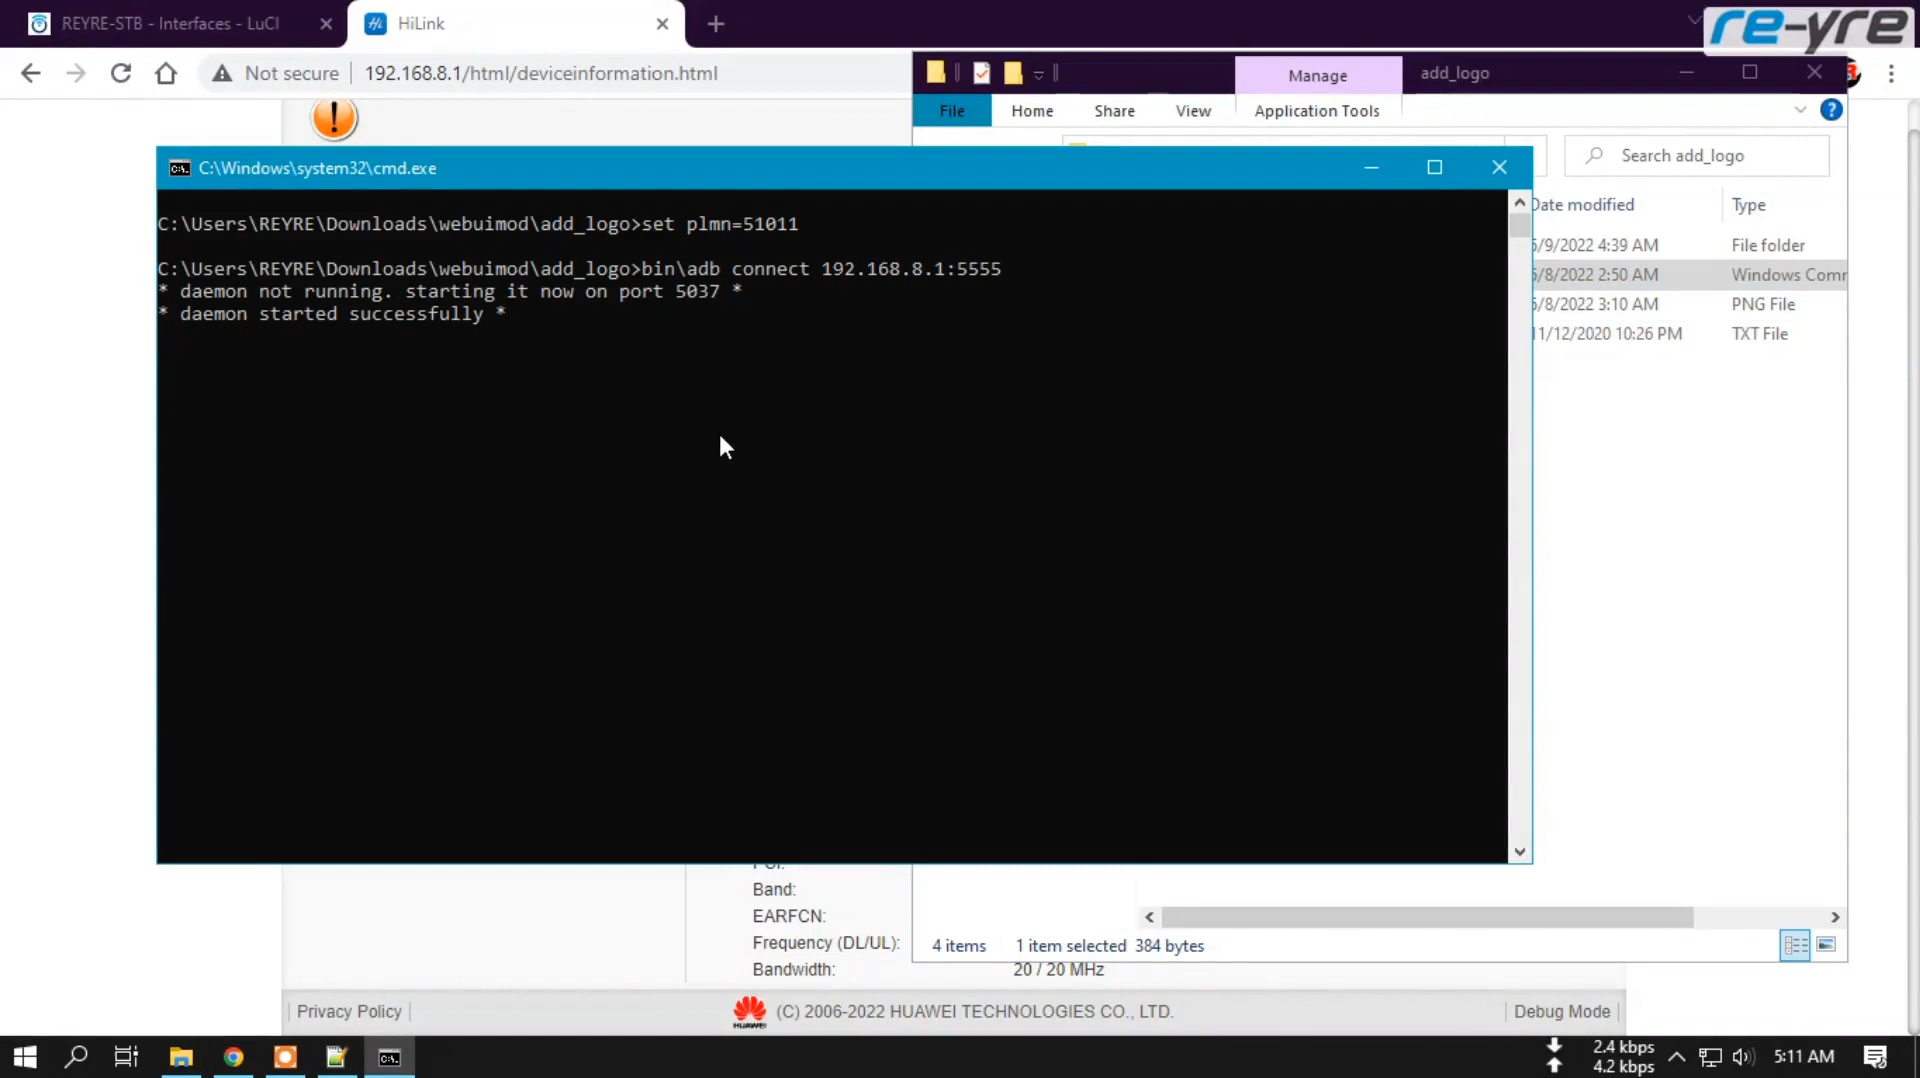 REYRE-STB - Interfaces - LuCI
HiLink
re-yre
Not secure
192.168.8.1/html/deviceinformation.html
Manage
add_logo
File
Home
Share
View
Application Tools
Search add_logo
C:\Windows\system32\cmd.exe
Date modified
Type
C:\Users\REYRE\Downloads\webuimod\add_logo>set plmn=51011
5/9/2022 4:39 AM
File folder
C:\Users\REYRE\Downloads\webuimod\add_logo>bin\adb connect 192.168.8.1:5555
5/8/2022 2:50 AM
Windows Comr
* daemon not running. starting it now on port 5037 *
5/8/2022 3:10 AM
PNG File
* daemon started successfully *
11/12/2020 10:26 PM
TXT File
Band:
EARFCN:
Frequency (DL/UL):
4 items
1 item selected 384 bytes
Bandwidth:
20 / 20 MHz
Privacy Policy
HUAWEI
(C) 2006-2022 HUAWEI TECHNOLOGIES CO., LTD.
Debug Mode
2.4 kbps
4.2 kbps
5:11 AM